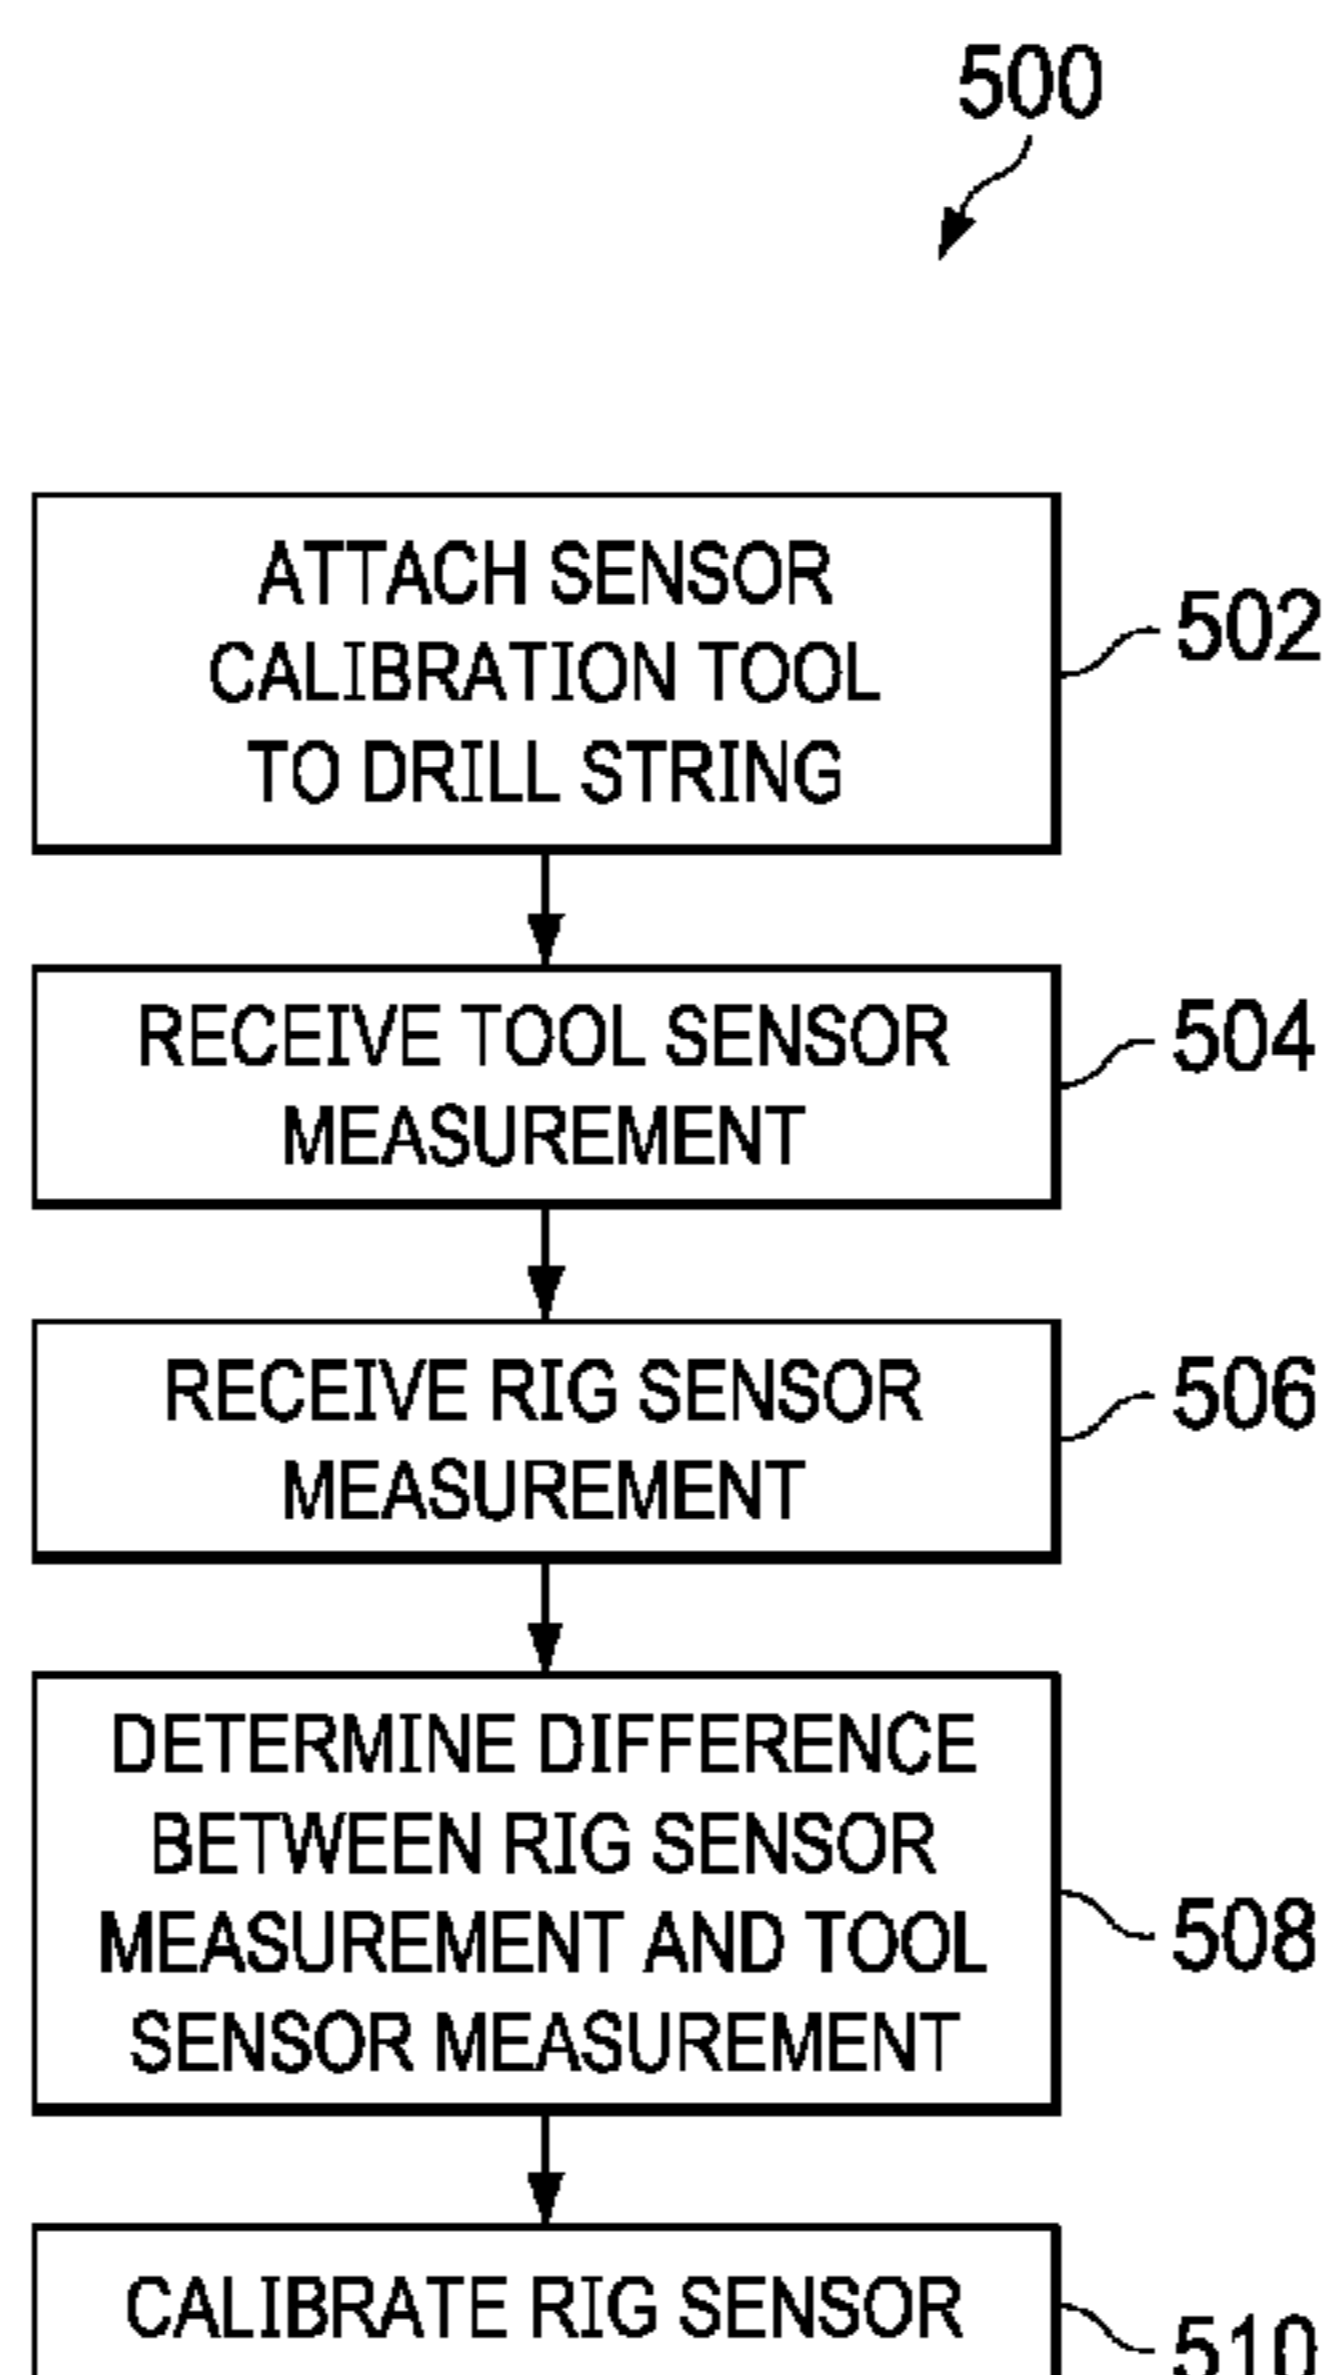 500
ATTACH SENSOR
CALIBRATION TOOL
TO DRILL STRING
502
RECEIVE TOOL SENSOR
MEASUREMENT
504
RECEIVE RIG SENSOR
MEASUREMENT
506
DETERMINE DIFFERENCE
BETWEEN RIG SENSOR
MEASUREMENT AND TOOL
SENSOR MEASUREMENT
508
CALIBRATE RIG SENSOR
510